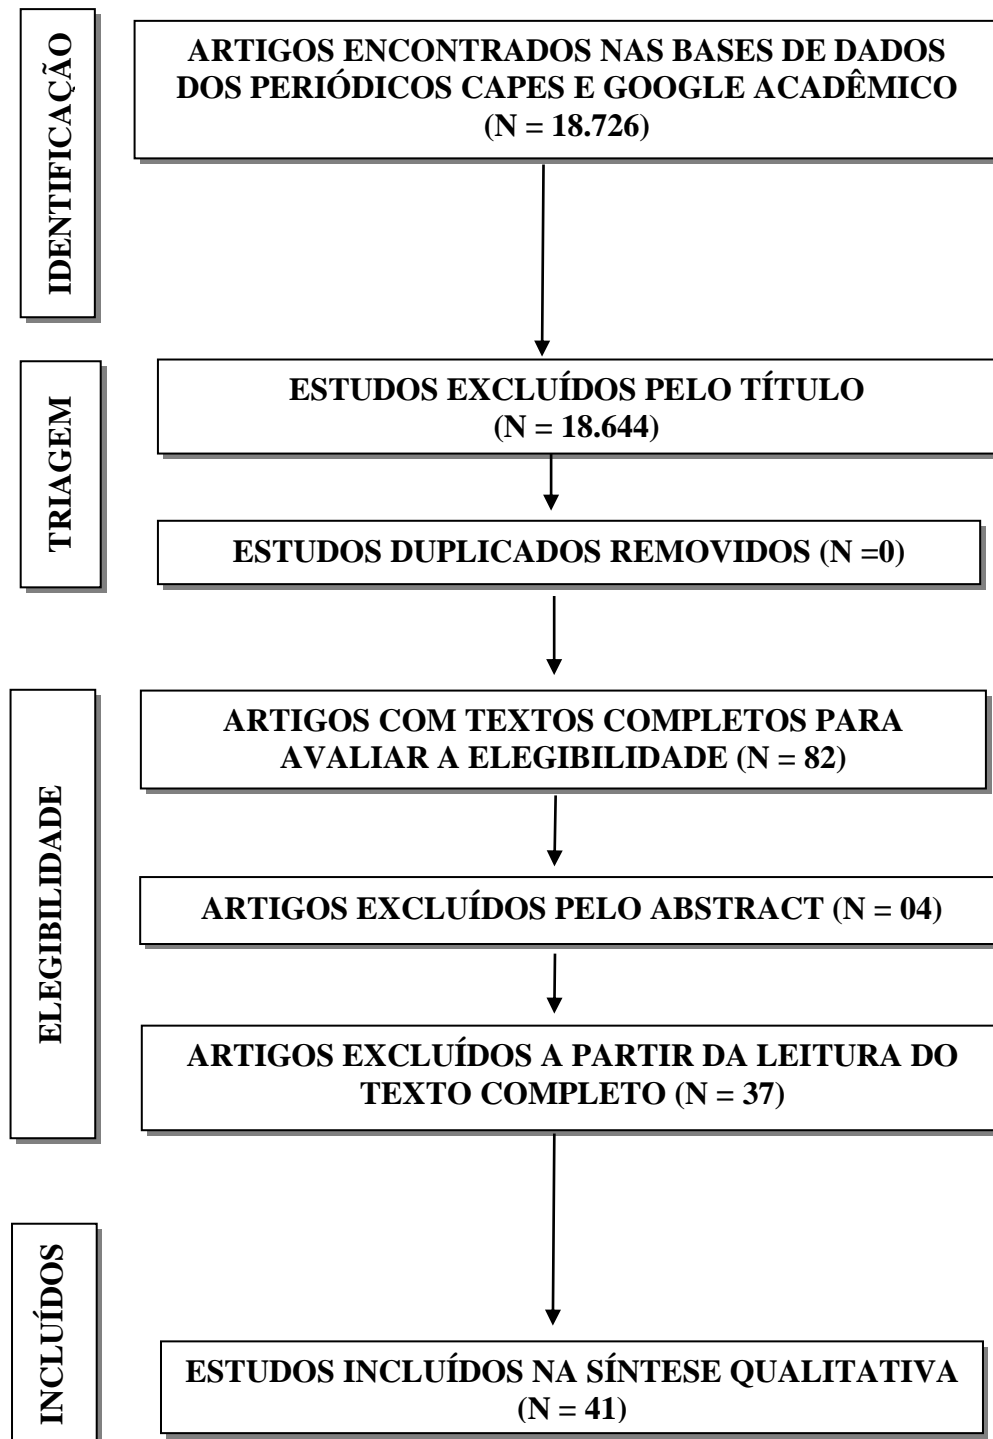 IDENTIFICAÇÃO
ARTIGOS ENCONTRADOS NAS BASES DE DADOS
DOS PERIÓDICOS CAPES E GOOGLE ACADÊMICO
(N = 18.726)
TRIAGEM
ESTUDOS EXCLUÍDOS PELO TÍTULO
(N = 18.644)
ESTUDOS DUPLICADOS REMOVIDOS (N =0)
ELEGIBILIDADE
ARTIGOS COM TEXTOS COMPLETOS PARA
AVALIAR A ELEGIBILIDADE (N = 82)
ARTIGOS EXCLUÍDOS PELO ABSTRACT (N = 04)
ARTIGOS EXCLUÍDOS A PARTIR DA LEITURA DO
TEXTO COMPLETO (N = 37)
INCLUÍDOS
ESTUDOS INCLUÍDOS NA SÍNTESE QUALITATIVA
(N = 41)